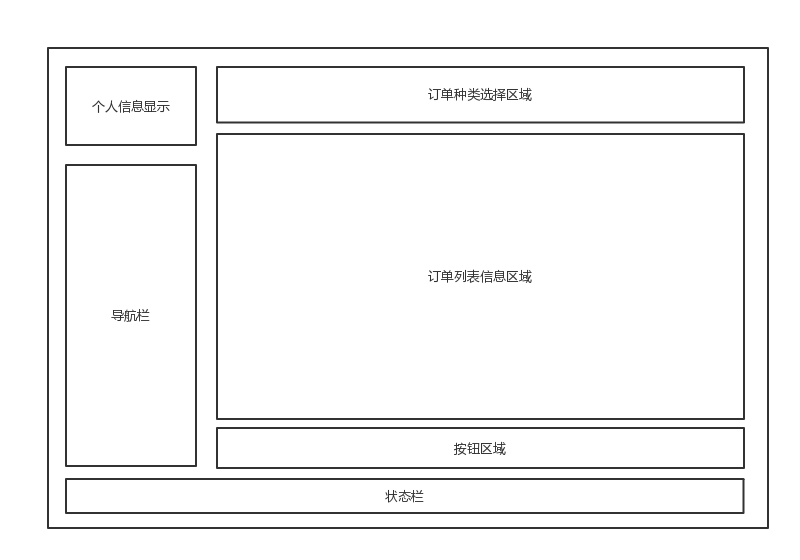 个人信息显示
订单种类选择区域
导航栏
订单列表信息区域
按钮区域
状态栏